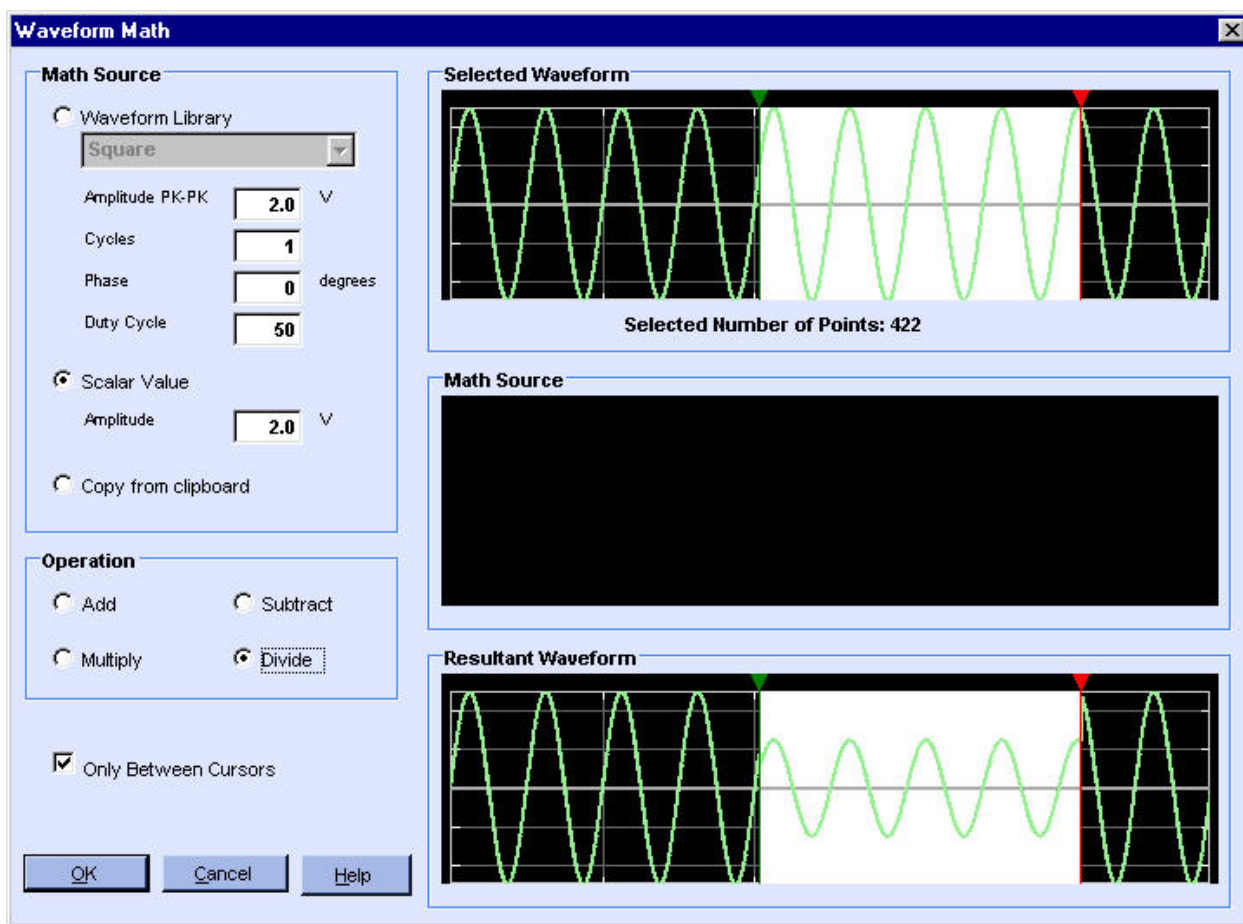 Waveform Math
Math Source
Waveform Library
Square
Amplitude PK-PK 2.0 V
Cycles 1
Phase 0 degrees
Duty Cycle 50
Scalar Value
Amplitude 2.0 V
Copy from clipboard
Operation
Add Subtract
Multiply Divide
Only Between Cursors
OK Cancel Help
Selected Waveform
Selected Number of Points: 422
Math Source
Resultant Waveform